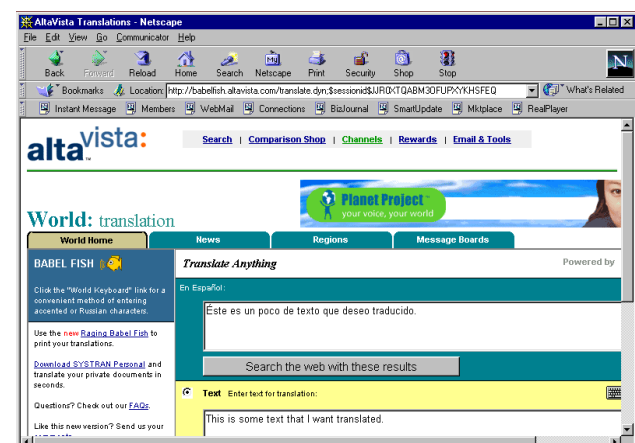 AltaVista Translations - Netscape
File Edit View Go Communicator Help
Back Forward Reload Home Search Netscape Print Security Shop Stop
N
Bookmarks Location: http://babelfish.altavista.com/translate.dyn;$sessionid$JJR0XTQABM3OFUPXYKHSFEQ What's Related
Instant Message Members WebMail Connections BizJournal SmartUpdate Mktplace RealPlayer
altavista:
Search | Comparison Shop | Channels | Rewards | Email & Tools
Planet Project
your voice, your world
World: translation
World Home News Regions Message Boards
BABEL FISH
Translate Anything
Powered by
Click the "World Keyboard" link for a
convenient method of entering
accented or Russian characters.
En Español:
Éste es un poco de texto que deseo traducido.
Use the new Raging Babel Fish to
print your translations.
Download SYSTRAN Personal and
translate your private documents in
seconds.
Search the web with these results
Text Enter text for translation:
Questions? Check out our FAQs.
This is some text that I want translated.
Like this new version? Send us your